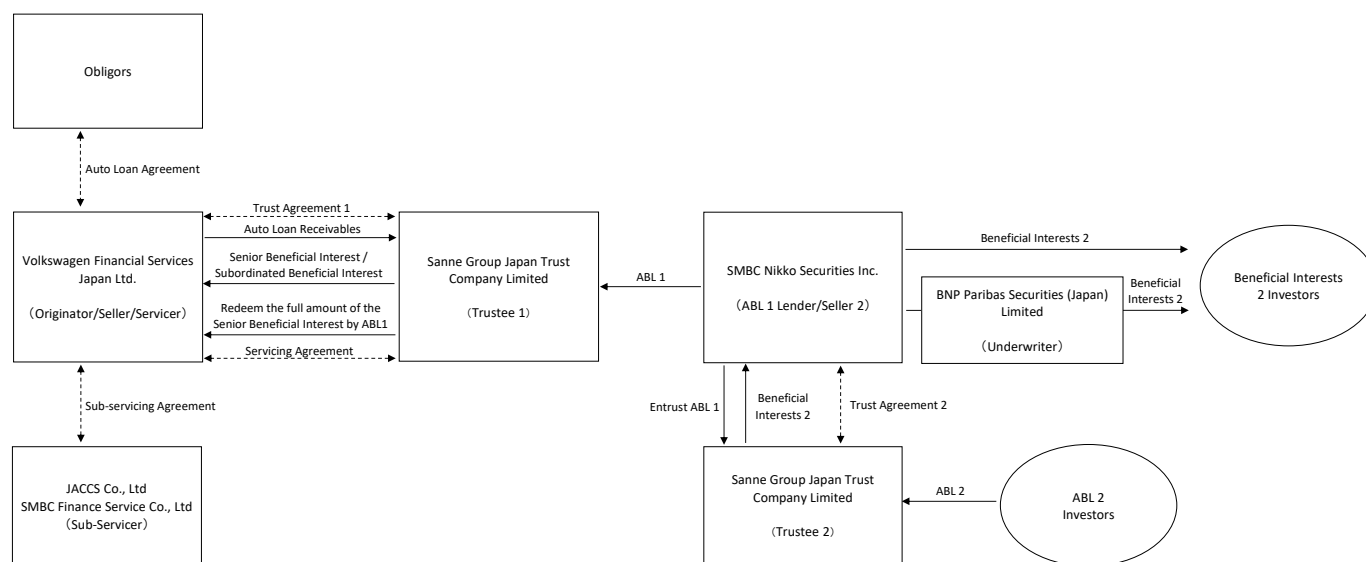 Obligors
Auto Loan Agreement
Volkswagen Financial Services
Japan Ltd.
（Originator/Seller/Servicer）
Trust Agreement 1
Auto Loan Receivables
Senior Beneficial Interest /
Subordinated Beneficial Interest
Redeem the full amount of the
Senior Beneficial Interest by ABL1
Servicing Agreement
Sanne Group Japan Trust
Company Limited
（Trustee 1）
ABL 1
SMBC Nikko Securities Inc.
（ABL 1 Lender/Seller 2）
Beneficial Interests 2
BNP Paribas Securities (Japan)
Limited
（Underwriter）
Beneficial
Interests 2
Beneficial Interests
2 Investors
Sub-servicing Agreement
JACCS Co., Ltd
SMBC Finance Service Co., Ltd
（Sub-Servicer）
Entrust ABL 1
Beneficial
Interests 2
Trust Agreement 2
Sanne Group Japan Trust
Company Limited
（Trustee 2）
ABL 2
ABL 2
Investors